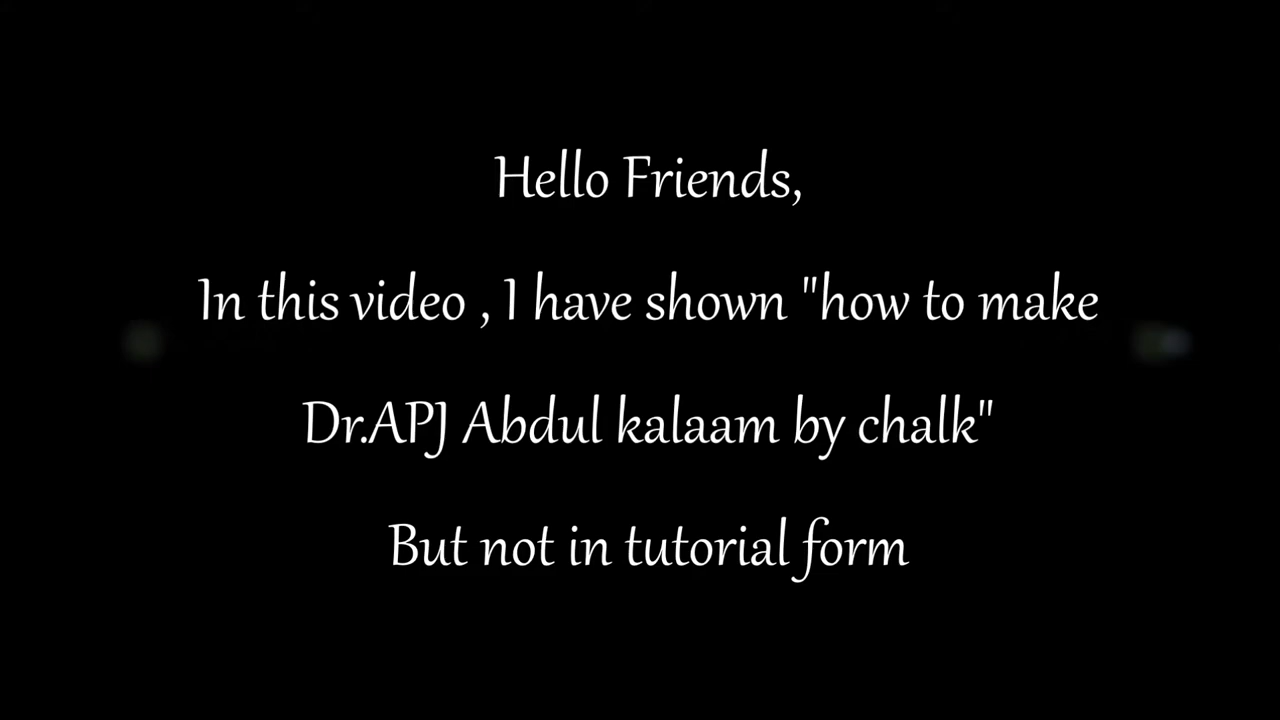 Hello Friends,
In this video , I have shown "how to make
Dr.APJ Abdul kalaam by chalk"
But not in tutorial form